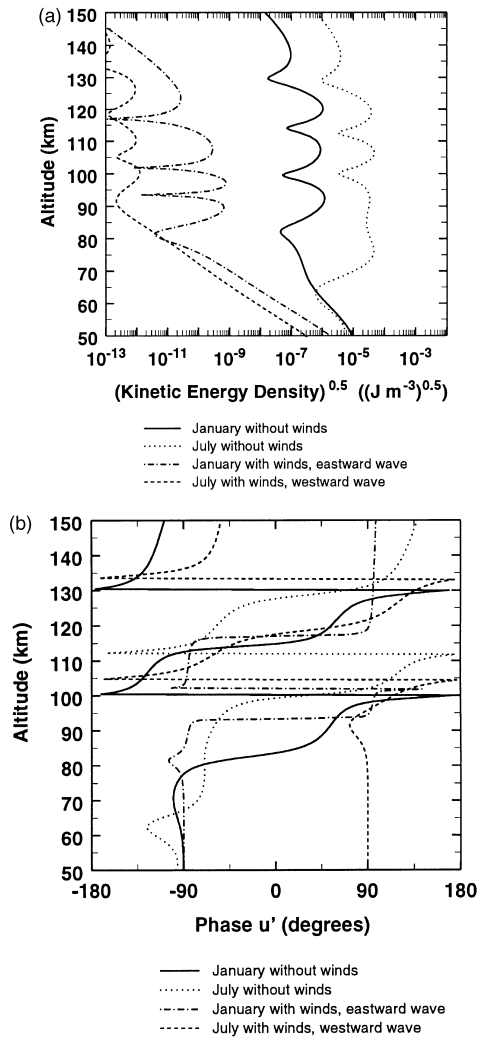 (a)
150
140
130
120
110
100
90
80
70
60
50
Altitude (km)
10-13 10-11 10-9 10-7 10-5 10-3
(Kinetic Energy Density) 0.5 ((J m-3)0.5)
January without winds
July without winds
January with winds, eastward wave
July with winds, westward wave
(b)
150
140
130
120
110
100
90
80
70
60
50
Altitude (km)
-180 -90 0 90 180
Phase u' (degrees)
January without winds
July without winds
January with winds, eastward wave
July with winds, westward wave